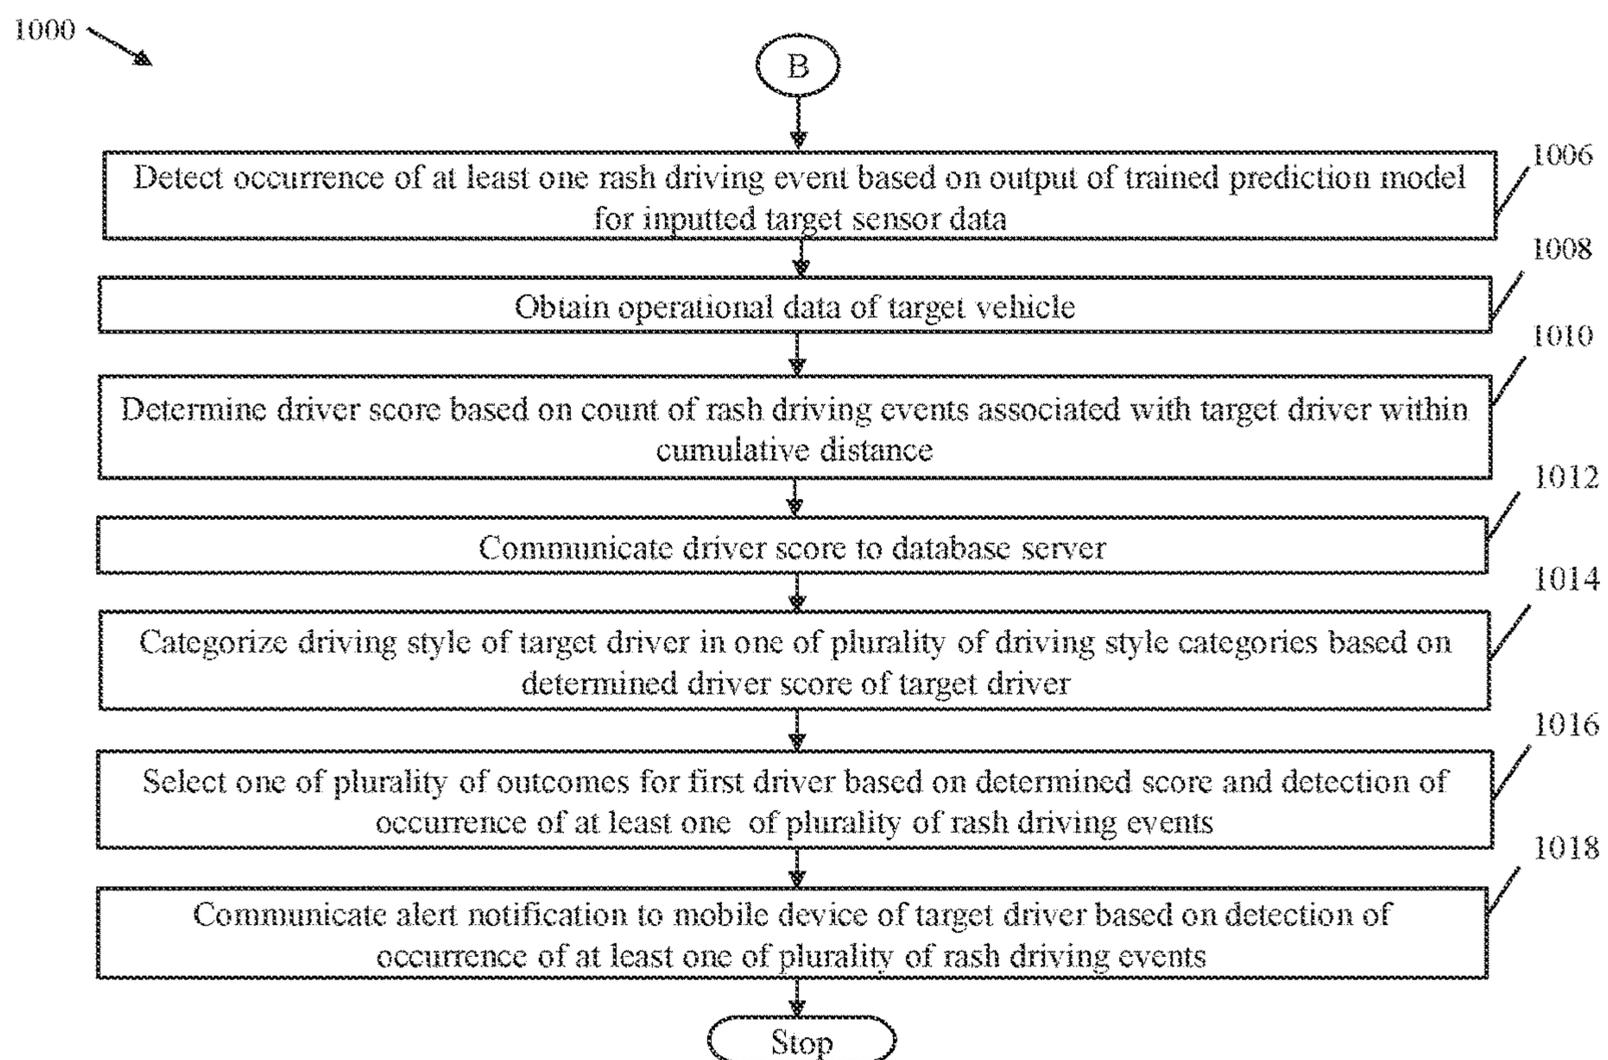 1000
B
1006
Detect occurrence of at least one rash driving event based on output of trained prediction model
for inputted target sensor data
1008
Obtain operational data of target vehicle
1010
Determine driver score based on count of rash driving events associated with target driver within
cumulative distance
1012
Communicate driver score to database server
1014
Categorize driving style of target driver in one of plurality of driving style categories based on
determined driver score of target driver
1016
Select one of plurality of outcomes for first driver based on determined score and detection of
occurrence of at least one of plurality of rash driving events
1018
Communicate alert notification to mobile device of target driver based on detection of
occurrence of at least one of plurality of rash driving events
Stop